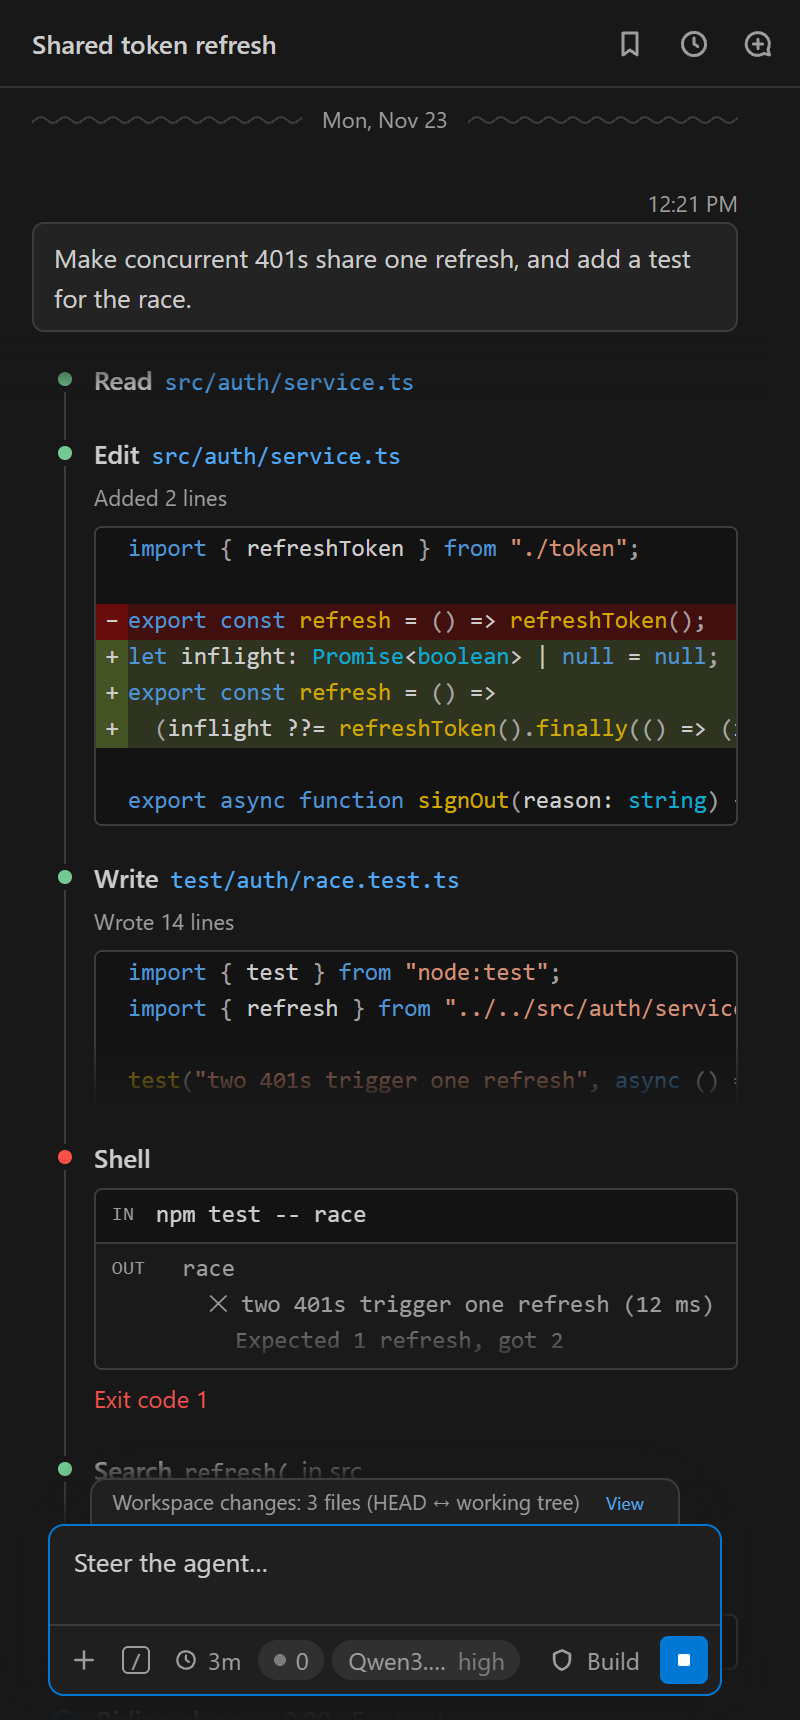 Shared token refresh
Mon, Nov 23
12:21 PM
Make concurrent 401s share one refresh, and add a test
for the race.
Read src/auth/service.ts
Edit src/auth/service.ts
Added 2 lines
import { refreshToken } from "./token";
- export const refresh = () => refreshToken();
+ let inflight: Promise<boolean> | null = null;
+ export const refresh = () =>
+ (inflight ??= refreshToken().finally(() => (
export async function signOut(reason: string)
Write test/auth/race.test.ts
Wrote 14 lines
import { test } from "node:test";
import { refresh } from "../../src/auth/servic
test("two 401s trigger one refresh", async () =
Shell
IN npm test -- race
OUT race
✕ two 401s trigger one refresh (12 ms)
Expected 1 refresh, got 2
Exit code 1
Search refresh( in src
Workspace changes: 3 files (HEAD ↔ working tree) View
Steer the agent...
+ / 3m 0 Qwen3.... high Build